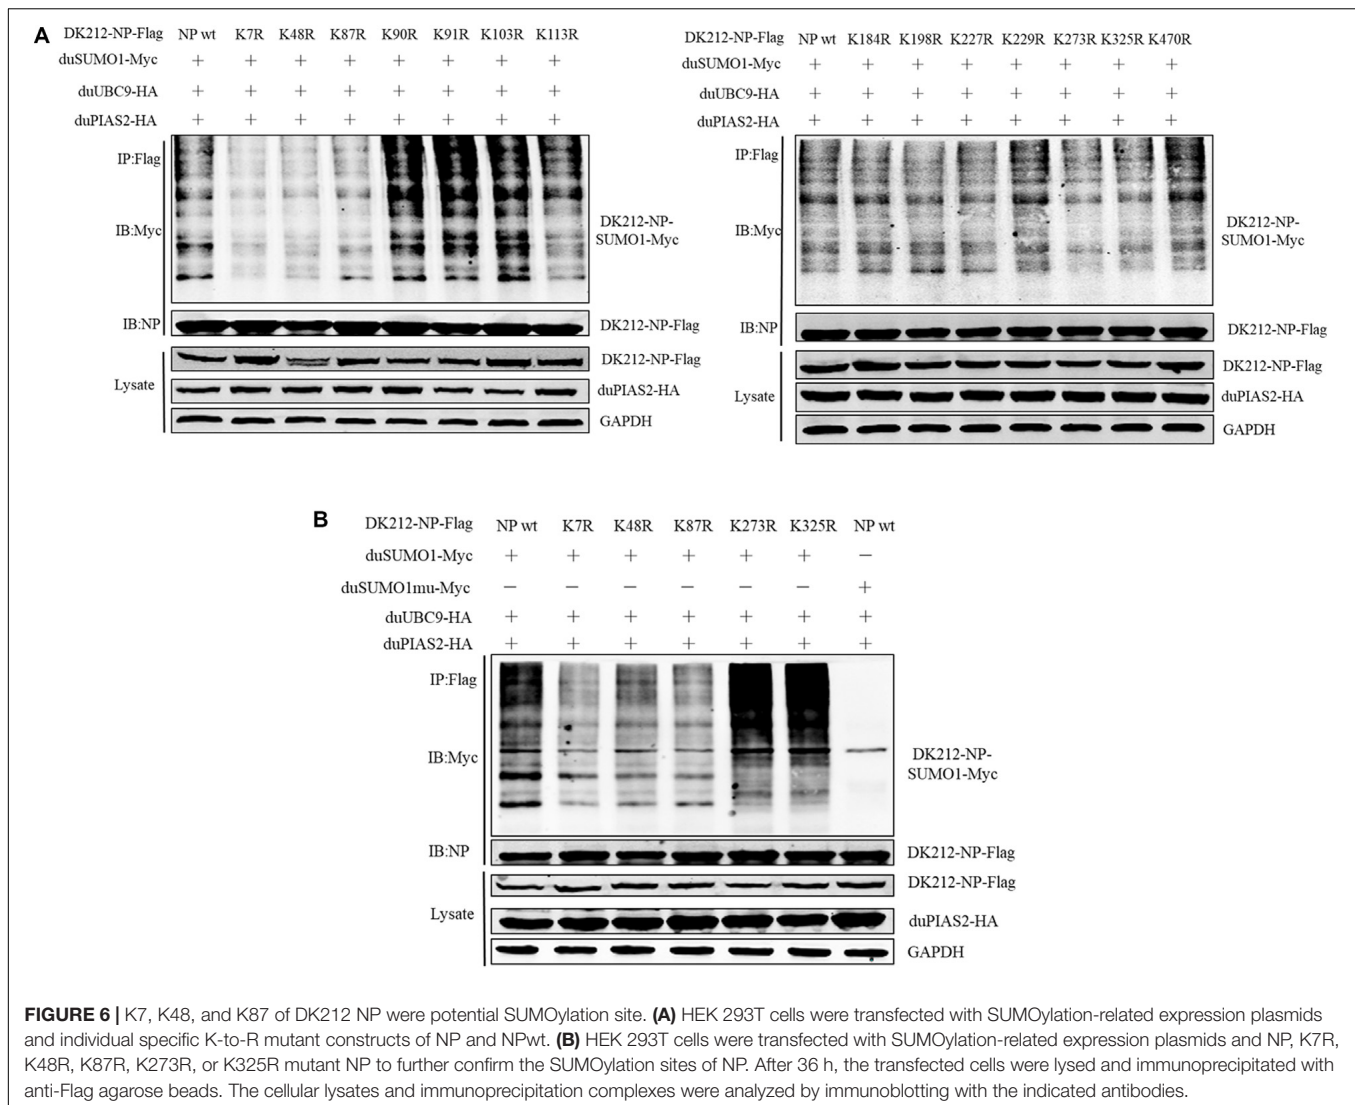 A
DK212-NP-Flag NP wt K7R K48R K87R K90R K91R K103R K113R
duSUMO1-Myc + + + + + + + +
duUBC9-HA + + + + + + + +
duPIAS2-HA + + + + + + + +
IP:Flag
IB:Myc
DK212-NP-
SUMO1-Myc
IB:NP DK212-NP-Flag
DK212-NP-Flag
Lysate duPIAS2-HA
GAPDH
DK212-NP-Flag NP wt K184R K198R K227R K229R K273R K325R K470R
duSUMO1-Myc + + + + + + + +
duUBC9-HA + + + + + + + +
duPIAS2-HA + + + + + + + +
IP:Flag
IB:Myc
DK212-NP-
SUMO1-Myc
IB:NP DK212-NP-Flag
DK212-NP-Flag
Lysate duPIAS2-HA
GAPDH
B
DK212-NP-Flag NP wt K7R K48R K87R K273R K325R NP wt
duSUMO1-Myc + + + + + + −
duSUMO1mu-Myc − − − − − − +
duUBC9-HA + + + + + + +
duPIAS2-HA + + + + + + +
IP:Flag
IB:Myc
DK212-NP-
SUMO1-Myc
IB:NP DK212-NP-Flag
DK212-NP-Flag
Lysate duPIAS2-HA
GAPDH
FIGURE 6 | K7, K48, and K87 of DK212 NP were potential SUMOylation site. (A) HEK 293T cells were transfected with SUMOylation-related expression plasmids
and individual specific K-to-R mutant constructs of NP and NPwt. (B) HEK 293T cells were transfected with SUMOylation-related expression plasmids and NP, K7R,
K48R, K87R, K273R, or K325R mutant NP to further confirm the SUMOylation sites of NP. After 36 h, the transfected cells were lysed and immunoprecipitated with
anti-Flag agarose beads. The cellular lysates and immunoprecipitation complexes were analyzed by immunoblotting with the indicated antibodies.